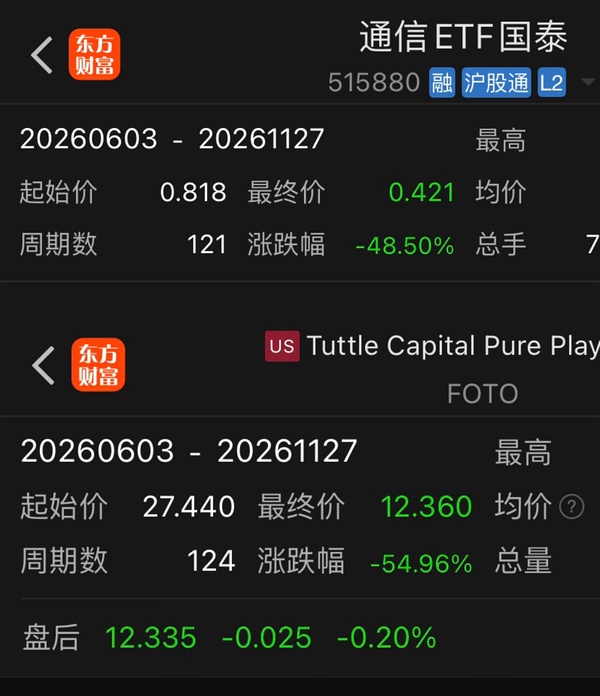 东方财富
通信ETF国泰
515880 融 沪股通 L2
20260603 - 20261127 最高
起始价 0.818 最终价 0.421 均价
周期数 121 涨跌幅 -48.50% 总手 7
东方财富
US Tuttle Capital Pure Play
FOTO
20260603 - 20261127 最高
起始价 27.440 最终价 12.360 均价 ?
周期数 124 涨跌幅 -54.96% 总量
盘后 12.335 -0.025 -0.20%